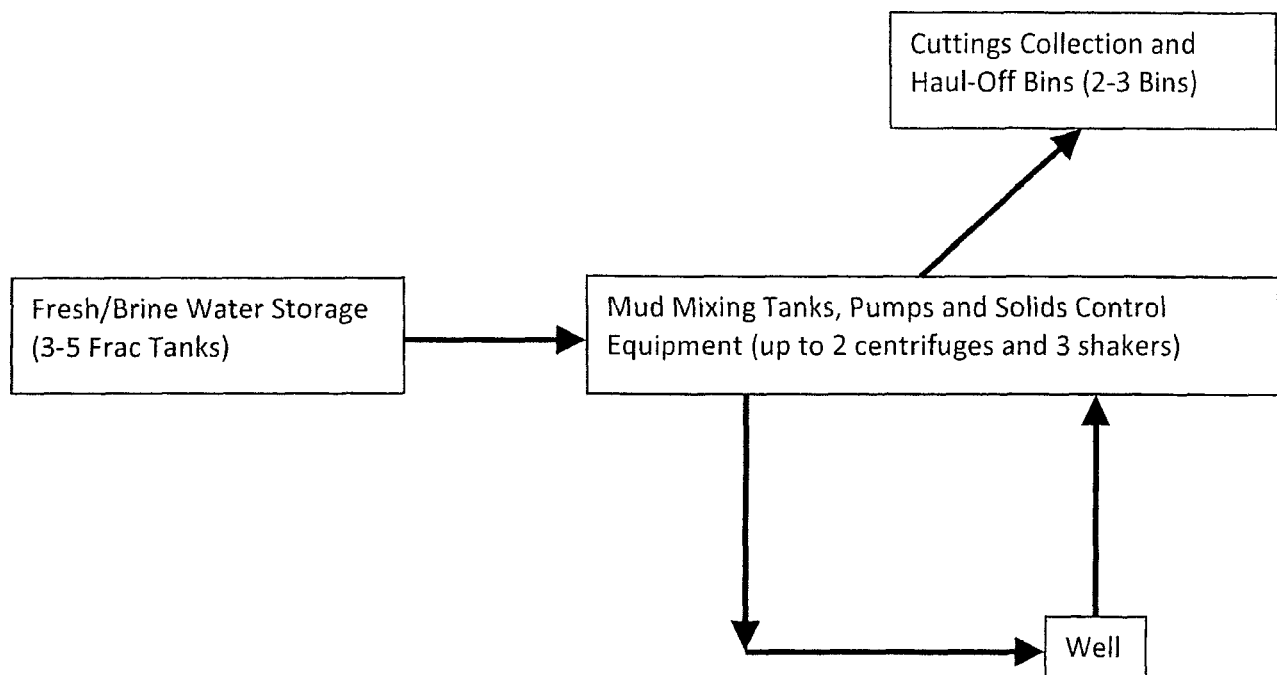 Cuttings Collection and
Haul-Off Bins (2-3 Bins)
Fresh/Brine Water Storage
(3-5 Frac Tanks)
Mud Mixing Tanks, Pumps and Solids Control
Equipment (up to 2 centrifuges and 3 shakers)
Well